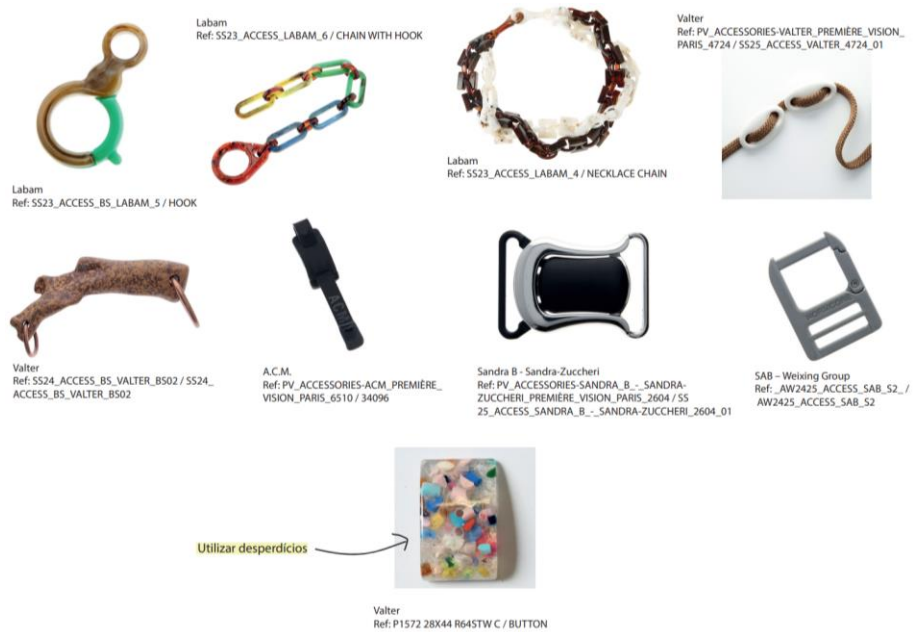 Labam
Ref: SS23_ACCESS_LABAM_6 / CHAIN WITH HOOK
Valter
Ref: PV_ACCESSORIES-VALTER_PREMIÈRE_VISION_
PARIS_4724 / SS25_ACCESS_VALTER_4724_01
Labam
Ref: SS23_ACCESS_LABAM_4 / NECKLACE CHAIN
Labam
Ref: SS23_ACCESS_BS_LABAM_5 / HOOK
ACM
Valter
Ref: SS24_ACCESS_BS_VALTER_BS02 / SS24_
ACCESS_BS_VALTER_BS02
A.C.M.
Ref: PV_ACCESSORIES-ACM_PREMIÈRE_
VISION_PARIS_6510 / 34096
Sandra B - Sandra-Zuccheri
Ref: PV_ACCESSORIES-SANDRA_B_-_SANDRA-
ZUCCHERI_PREMIÈRE_VISION_PARIS_2604 / SS
25_ACCESS_SANDRA_B_-_SANDRA-ZUCCHERI_2604_01
SAB – Weixing Group
Ref: _AW2425_ACCESS_SAB_S2_ /
AW2425_ACCESS_SAB_S2
Utilizar desperdícios
Valter
Ref: P1572 28X44 R64STW C / BUTTON